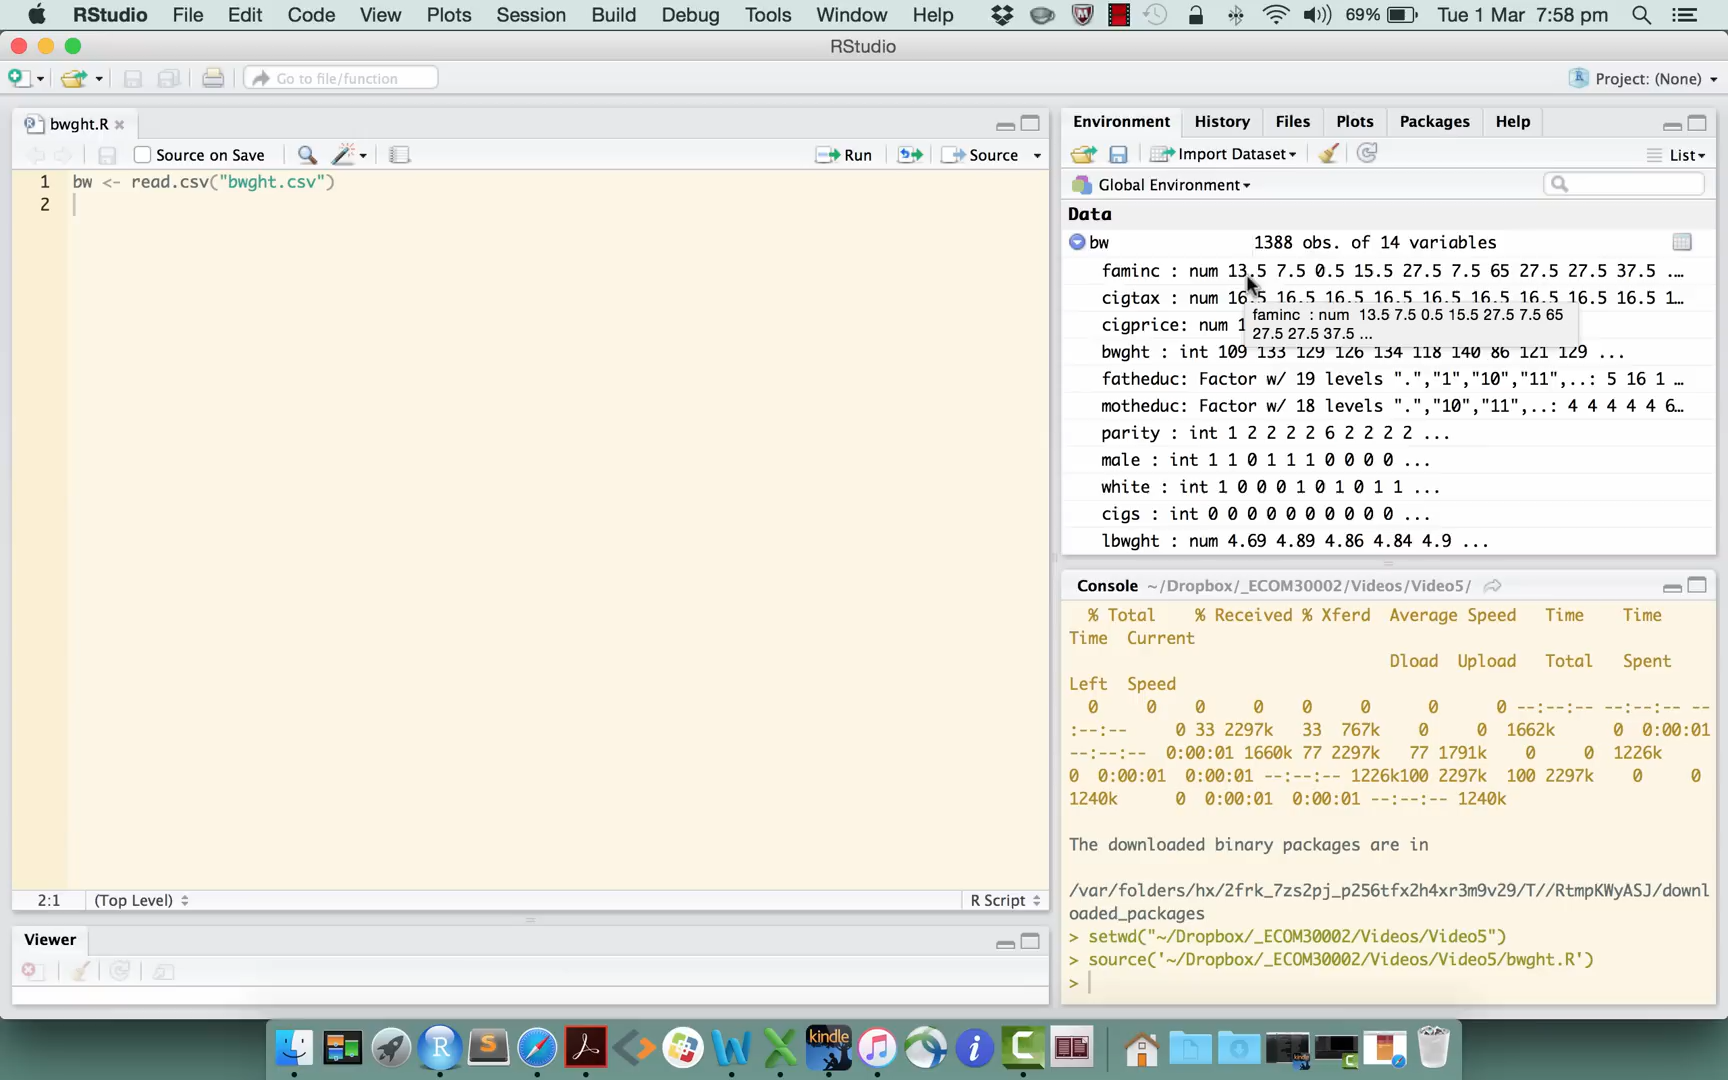 RStudio File Edit Code View Plots Session Build Debug Tools Window Help 69% Tue 1 Mar 7:58 pm
RStudio
Go to file/function Project: (None)
bwght.R
Source on Save Run Source
1 bw <- read.csv("bwght.csv")
2
2:1 (Top Level) R Script
Viewer
Environment History Files Plots Packages Help
Import Dataset List
Global Environment
Data
bw 1388 obs. of 14 variables
faminc : num 13.5 7.5 0.5 15.5 27.5 7.5 65 27.5 27.5 37.5 ...
cigtax : num 16.5 16.5 16.5 16.5 16.5 16.5 16.5 16.5 16.5 1...
faminc : num 13.5 7.5 0.5 15.5 27.5 7.5 65
27.5 27.5 37.5 ...
cigprice: num 1
bwght : int 109 133 129 126 134 118 140 86 121 129 ...
fatheduc: Factor w/ 19 levels ".","1","10","11",..: 5 16 1 ...
motheduc: Factor w/ 18 levels ".","10","11",..: 4 4 4 4 4 6...
parity : int 1 2 2 2 2 6 2 2 2 2 ...
male : int 1 1 0 1 1 1 0 0 0 0 ...
white : int 1 0 0 0 1 0 1 0 1 1 ...
cigs : int 0 0 0 0 0 0 0 0 0 0 ...
lbwght : num 4.69 4.89 4.86 4.84 4.9 ...
Console ~/Dropbox/_ECOM30002/Videos/Video5/
% Total % Received % Xferd Average Speed Time Time
Time Current
Dload Upload Total Spent
Left Speed
0 0 0 0 0 0 0 0 --:--:-- --:--:-- --
:--:-- 0 33 2297k 33 767k 0 0 1662k 0 0:00:01
--:--:-- 0:00:01 1660k 77 2297k 77 1791k 0 0 1226k
0 0:00:01 0:00:01 --:--:-- 1226k100 2297k 100 2297k 0 0
1240k 0 0:00:01 0:00:01 --:--:-- 1240k
The downloaded binary packages are in
/var/folders/hx/2frk_7zs2pj_p256tfx2h4xr3m9v29/T//RtmpKWyASJ/downl
oaded_packages
> setwd("~/Dropbox/_ECOM30002/Videos/Video5")
> source('~/Dropbox/_ECOM30002/Videos/Video5/bwght.R')
>
kindle